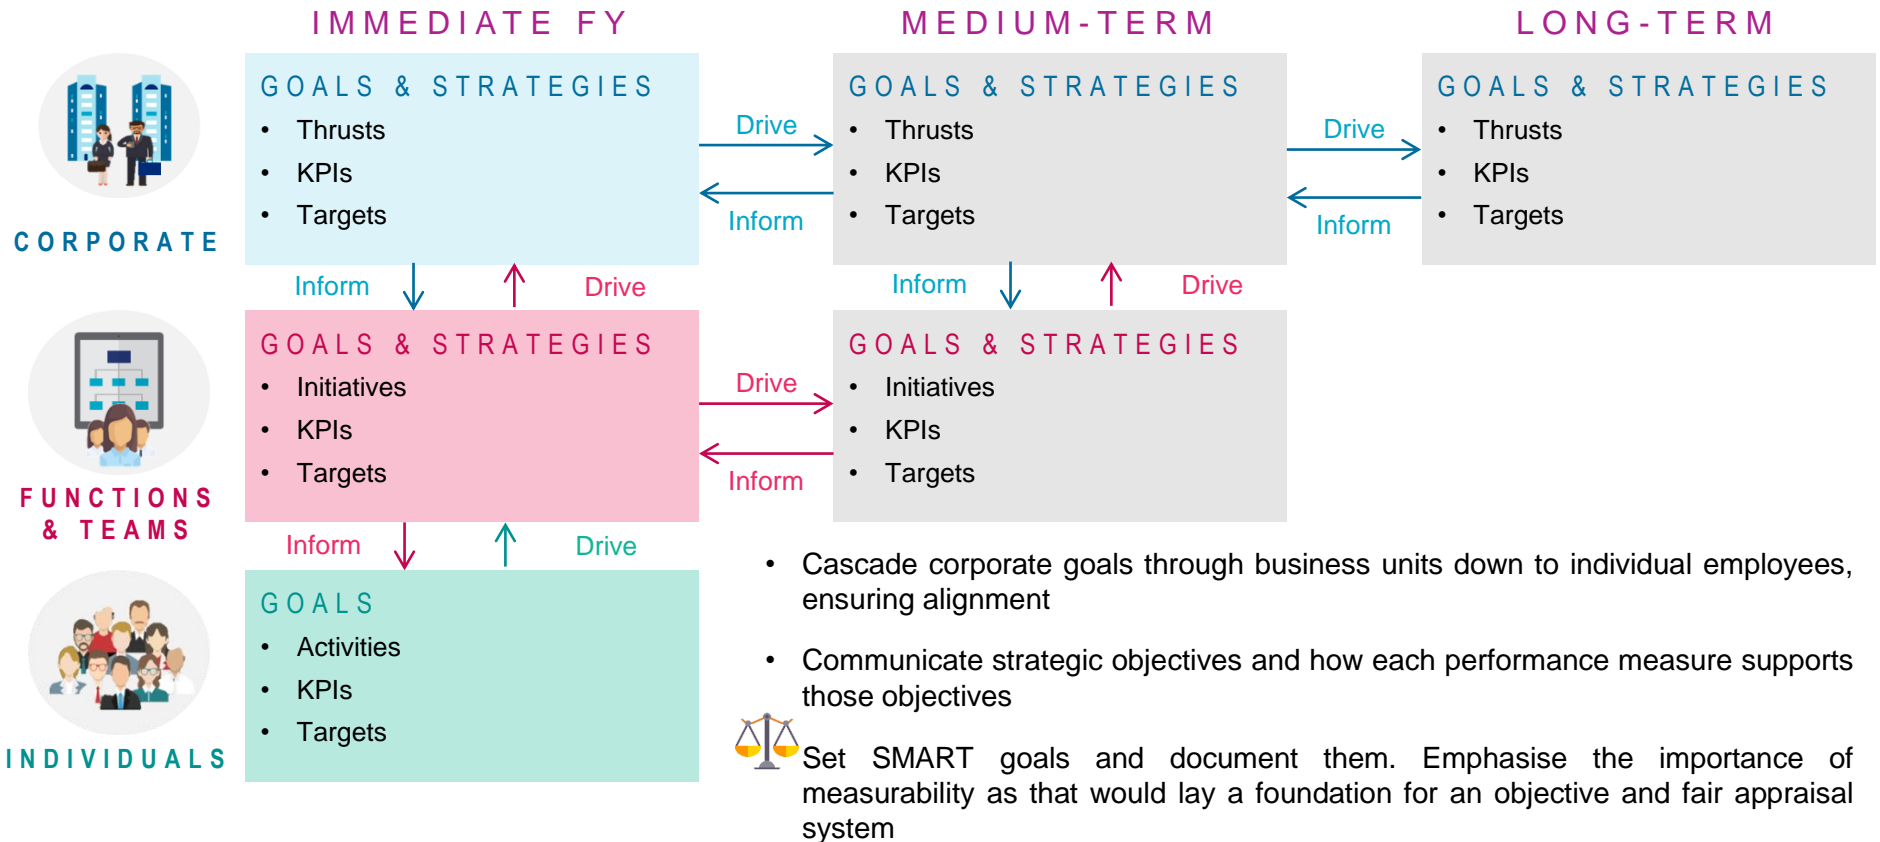 IMMEDIATE FY
MEDIUM-TERM
LONG-TERM
CORPORATE
GOALS & STRATEGIES
• Thrusts
• KPIs
• Targets
Drive
Inform
GOALS & STRATEGIES
• Thrusts
• KPIs
• Targets
Drive
Inform
GOALS & STRATEGIES
• Thrusts
• KPIs
• Targets
Inform
Drive
Inform
Drive
FUNCTIONS
& TEAMS
GOALS & STRATEGIES
• Initiatives
• KPIs
• Targets
Drive
Inform
GOALS & STRATEGIES
• Initiatives
• KPIs
• Targets
Inform
Drive
INDIVIDUALS
GOALS
• Activities
• KPIs
• Targets
• Cascade corporate goals through business units down to individual employees,
ensuring alignment
• Communicate strategic objectives and how each performance measure supports
those objectives
Set SMART goals and document them. Emphasise the importance of
measurability as that would lay a foundation for an objective and fair appraisal
system